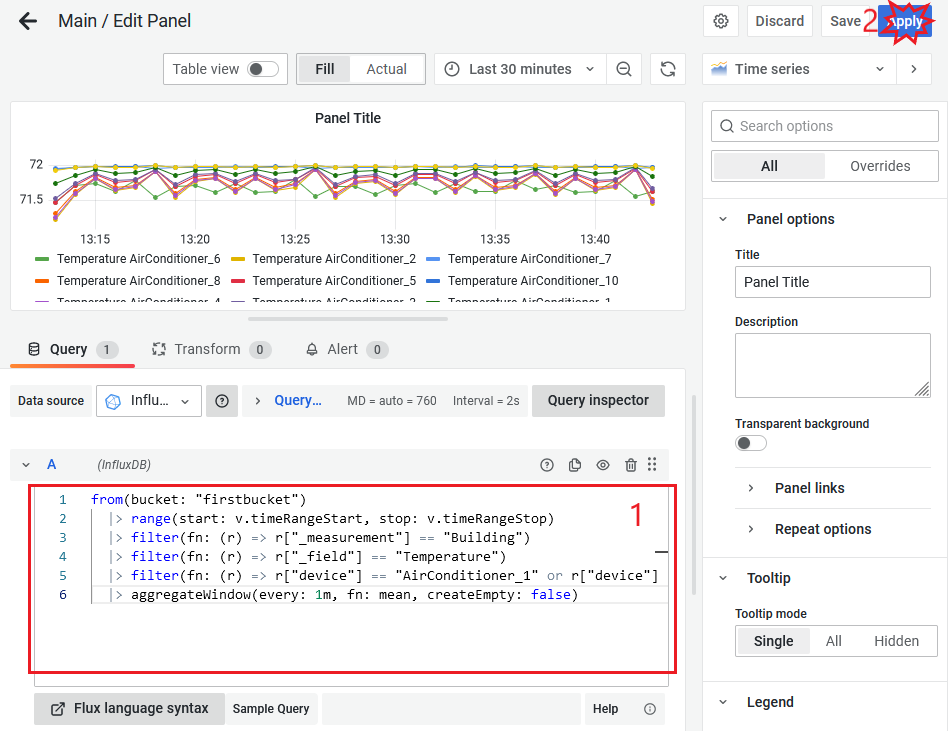 Main / Edit Panel
Discard
Save
2
Apply
Table view
Fill
Actual
Last 30 minutes
Time series
Panel Title
72
71.5
13:15 13:20 13:25 13:30 13:35 13:40
Temperature AirConditioner_6 Temperature AirConditioner_2 Temperature AirConditioner_7
Temperature AirConditioner_8 Temperature AirConditioner_5 Temperature AirConditioner_10
Temperature AirConditioner_4 Temperature AirConditioner_3 Temperature AirConditioner_1
Search options
All
Overrides
Panel options
Title
Panel Title
Description
Transparent background
Panel links
Repeat options
Tooltip
Tooltip mode
Single
All
Hidden
Legend
Query 1
Transform 0
Alert 0
Data source
Influ...
Query...
MD = auto = 760
Interval = 2s
Query inspector
A
(InfluxDB)
1
1 from(bucket: "firstbucket")
2 |> range(start: v.timeRangeStart, stop: v.timeRangeStop)
3 |> filter(fn: (r) => r["_measurement"] == "Building")
4 |> filter(fn: (r) => r["_field"] == "Temperature")
5 |> filter(fn: (r) => r["device"] == "AirConditioner_1" or r["device"]
6 |> aggregateWindow(every: 1m, fn: mean, createEmpty: false)
Flux language syntax
Sample Query
Help